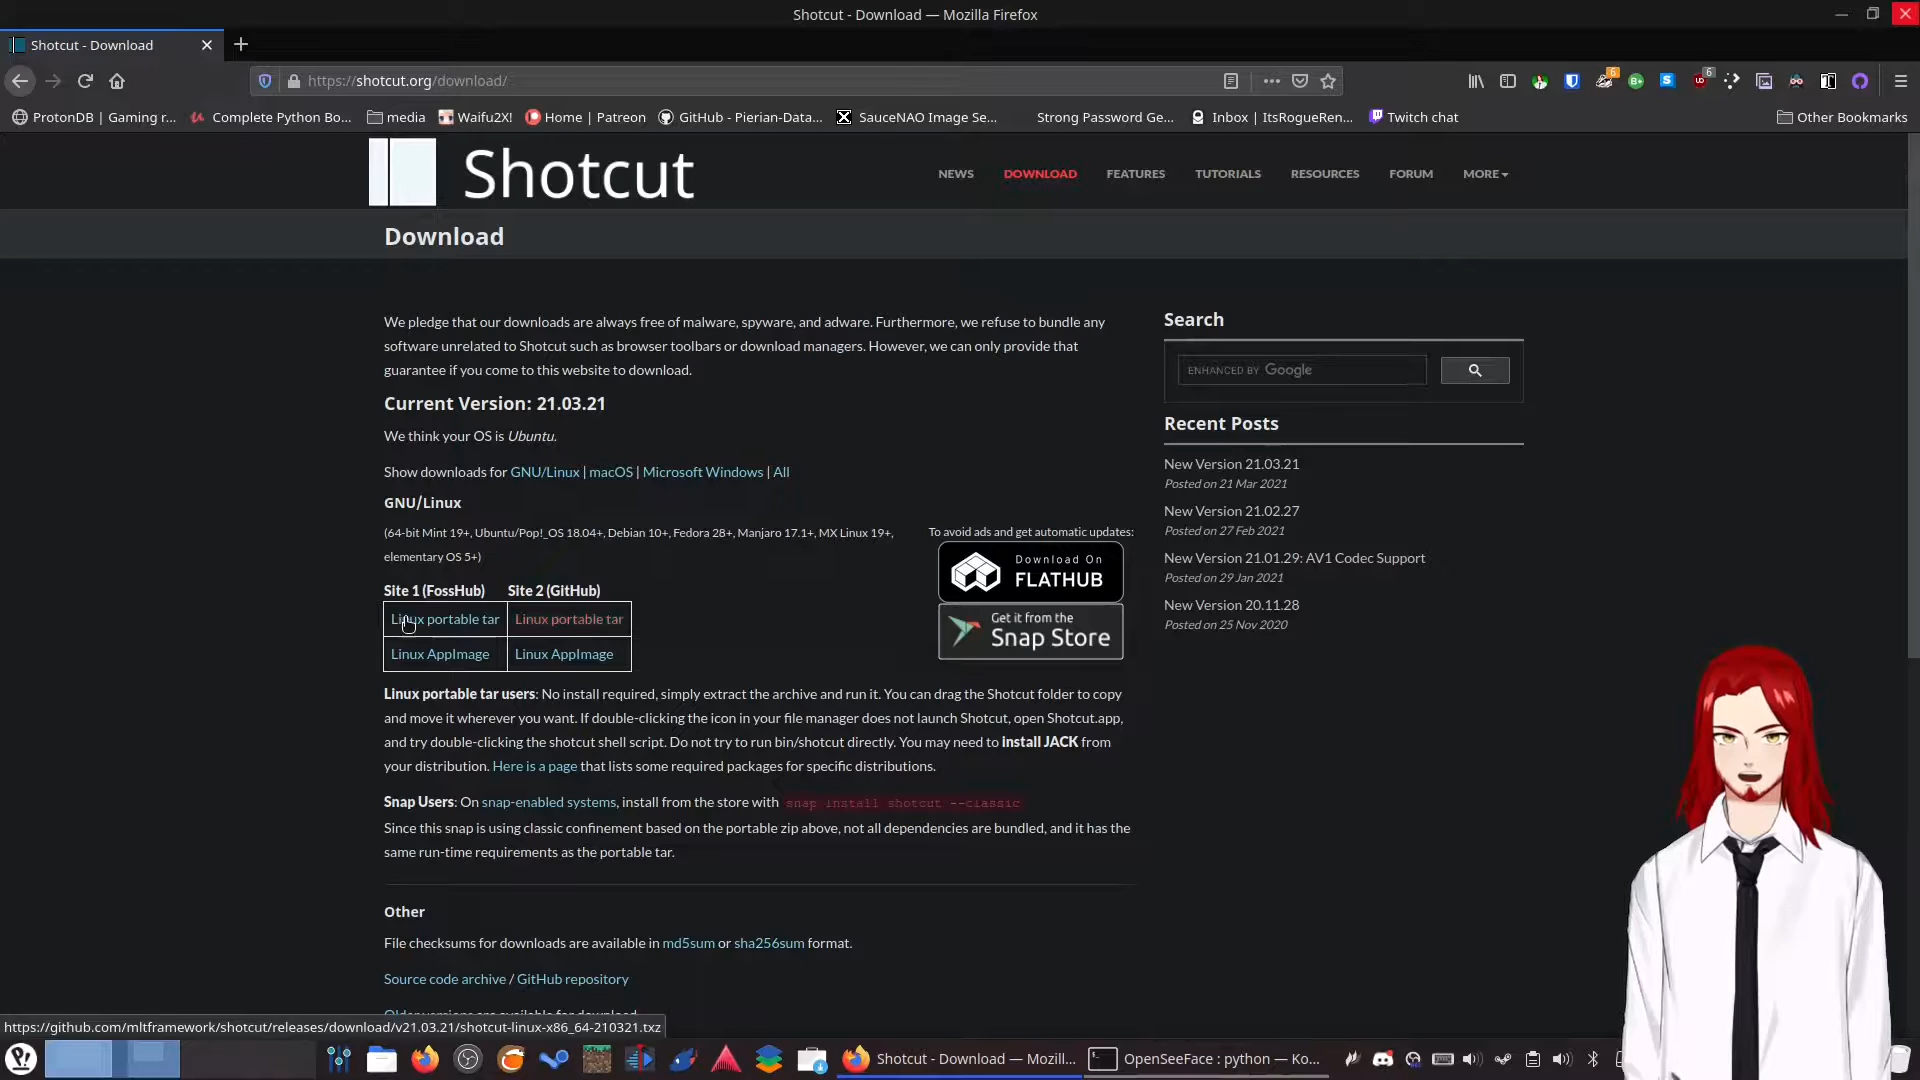 Shotcut - Download — Mozilla Firefox
Shotcut - Download
https://shotcut.org/download/
ProtonDB | Gaming r...
Complete Python Bo...
media
Waifu2X!
Home | Patreon
GitHub - Pierian-Data...
SauceNAO Image Se...
Strong Password Ge...
Inbox | ItsRogueRen...
Twitch chat
Other Bookmarks
Shotcut
NEWS DOWNLOAD FEATURES TUTORIALS RESOURCES FORUM MORE
Download
We pledge that our downloads are always free of malware, spyware, and adware. Furthermore, we refuse to bundle any
software unrelated to Shotcut such as browser toolbars or download managers. However, we can only provide that
guarantee if you come to this website to download.
Current Version: 21.03.21
We think your OS is Ubuntu.
Show downloads for GNU/Linux | macOS | Microsoft Windows | All
GNU/Linux
(64-bit Mint 19+, Ubuntu/Pop!_OS 18.04+, Debian 10+, Fedora 28+, Manjaro 17.1+, MX Linux 19+,
elementary OS 5+)
To avoid ads and get automatic updates:
Download On
FLATHUB
Get it from the
Snap Store
Site 1 (FossHub) Site 2 (GitHub)
Linux portable tar Linux portable tar
Linux AppImage Linux AppImage
Linux portable tar users: No install required, simply extract the archive and run it. You can drag the Shotcut folder to copy
and move it wherever you want. If double-clicking the icon in your file manager does not launch Shotcut, open Shotcut.app,
and try double-clicking the shotcut shell script. Do not try to run bin/shotcut directly. You may need to install JACK from
your distribution. Here is a page that lists some required packages for specific distributions.
Snap Users: On snap-enabled systems, install from the store with snap install shotcut --classic
Since this snap is using classic confinement based on the portable zip above, not all dependencies are bundled, and it has the
same run-time requirements as the portable tar.
Other
File checksums for downloads are available in md5sum or sha256sum format.
Source code archive / GitHub repository
Older versions are available for download.
Search
ENHANCED BY Google
Recent Posts
New Version 21.03.21
Posted on 21 Mar 2021
New Version 21.02.27
Posted on 27 Feb 2021
New Version 21.01.29: AV1 Codec Support
Posted on 29 Jan 2021
New Version 20.11.28
Posted on 25 Nov 2020
https://github.com/mltframework/shotcut/releases/download/v21.03.21/shotcut-linux-x86_64-210321.txz
Shotcut - Download — Mozill...
OpenSeeFace : python — Ko...